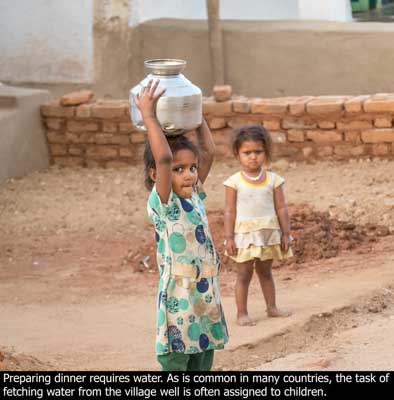 Preparing dinner requires water. As is common in many countries, the task of
fetching water from the village well is often assigned to children.